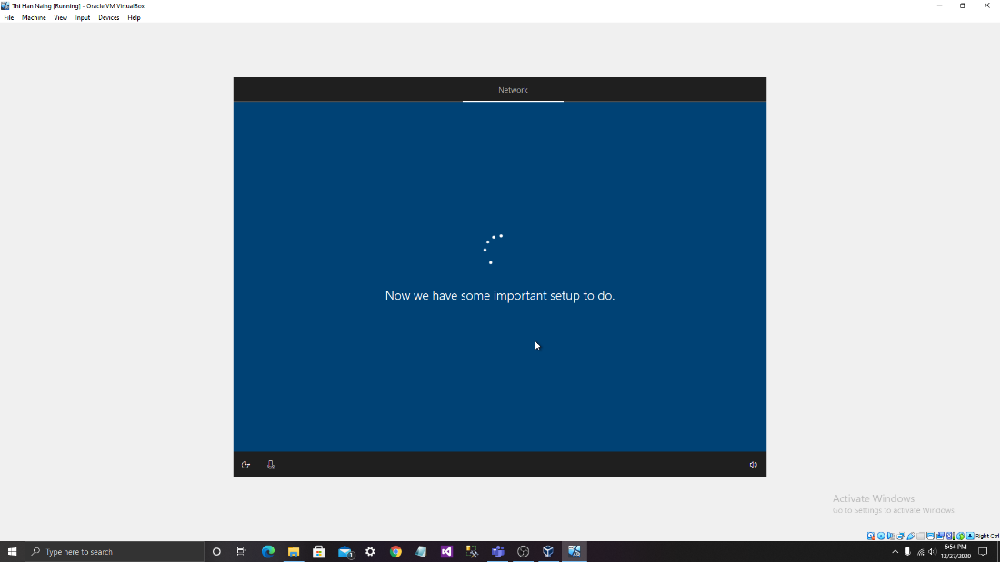 Thi Han Naing [Running] - Oracle VM VirtualBox
File Machine View Input Devices Help
Network
Now we have some important setup to do.
Activate Windows
Go to Settings to activate Windows.
Right Ctrl
Type here to search
1
6:54 PM
12/27/2020